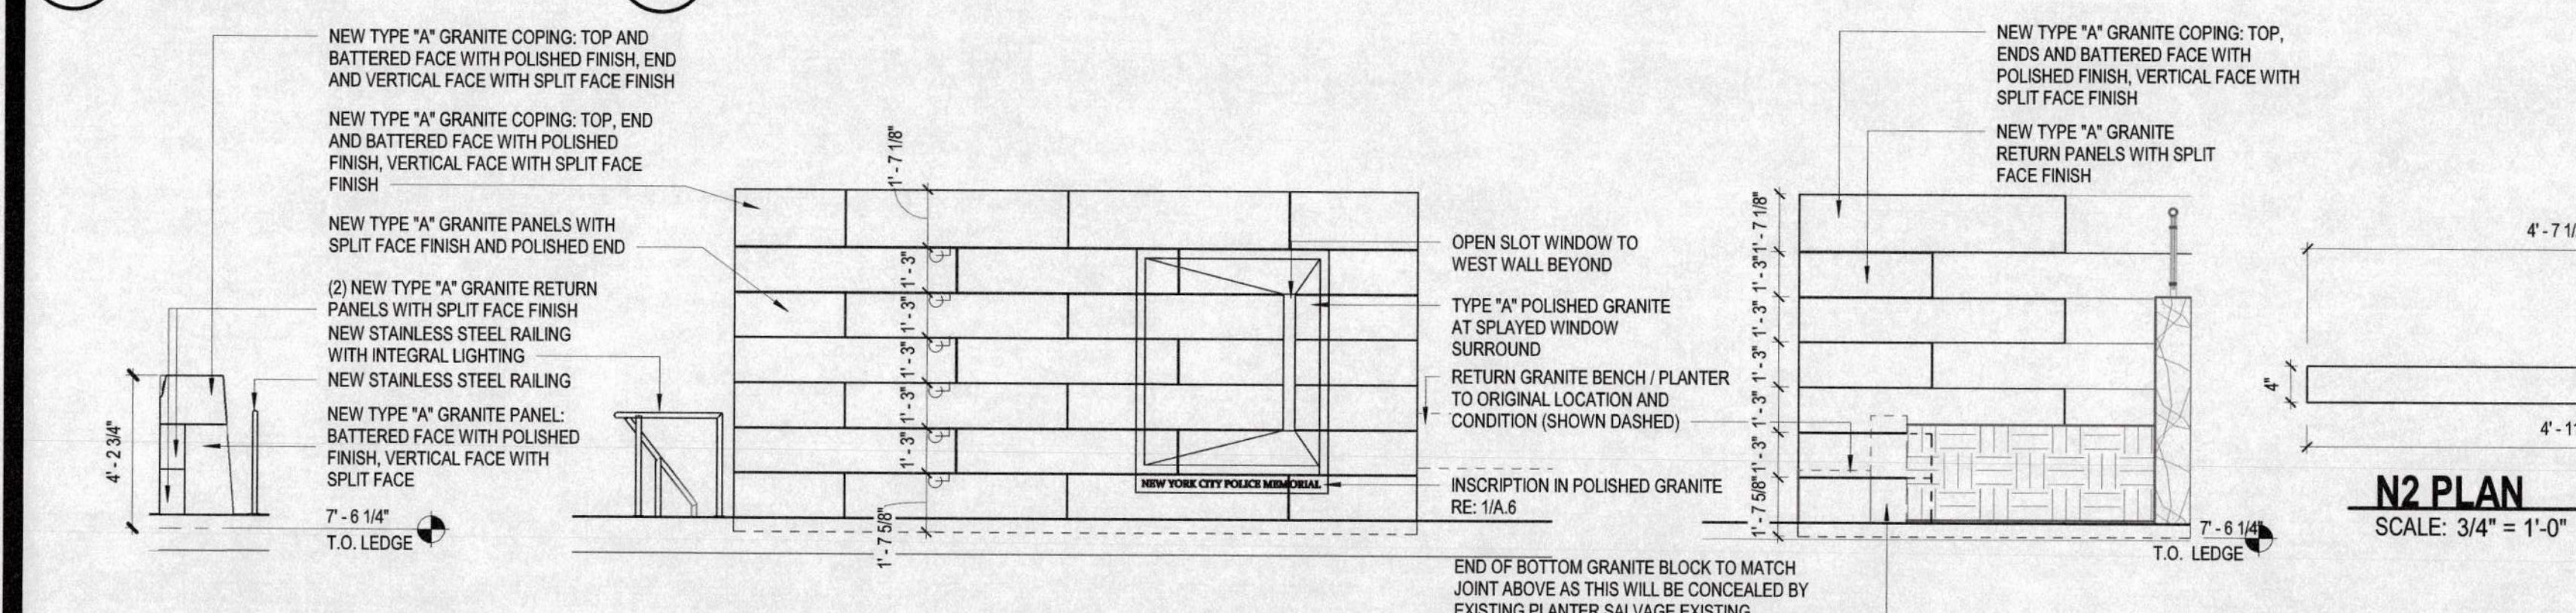 NEW TYPE "A" GRANITE COPING: TOP AND
BATTERED FACE WITH POLISHED FINISH, END
AND VERTICAL FACE WITH SPLIT FACE FINISH
NEW TYPE "A" GRANITE COPING: TOP, END
AND BATTERED FACE WITH POLISHED
FINISH, VERTICAL FACE WITH SPLIT FACE
FINISH
NEW TYPE "A" GRANITE PANELS WITH
SPLIT FACE FINISH AND POLISHED END
(2) NEW TYPE "A" GRANITE RETURN
PANELS WITH SPLIT FACE FINISH
NEW STAINLESS STEEL RAILING
WITH INTEGRAL LIGHTING
NEW STAINLESS STEEL RAILING
NEW TYPE "A" GRANITE PANEL:
BATTERED FACE WITH POLISHED
FINISH, VERTICAL FACE WITH
SPLIT FACE
4' - 2 3/4"
7' - 6 1/4"
T.O. LEDGE
1' - 7 1/8"
1' - 3"
1' - 3"
1' - 3"
1' - 3"
1' - 3"
1' - 7 5/8"
NEW YORK CITY POLICE MEMORIAL
OPEN SLOT WINDOW TO
WEST WALL BEYOND
TYPE "A" POLISHED GRANITE
AT SPLAYED WINDOW
SURROUND
RETURN GRANITE BENCH / PLANTER
TO ORIGINAL LOCATION AND
CONDITION (SHOWN DASHED)
INSCRIPTION IN POLISHED GRANITE
RE: 1/A.6
END OF BOTTOM GRANITE BLOCK TO MATCH
JOINT ABOVE AS THIS WILL BE CONCEALED BY
EXISTING PLANTER SALVAGE EXISTING
NEW TYPE "A" GRANITE COPING: TOP,
ENDS AND BATTERED FACE WITH
POLISHED FINISH, VERTICAL FACE WITH
SPLIT FACE FINISH
NEW TYPE "A" GRANITE
RETURN PANELS WITH SPLIT
FACE FINISH
1' - 7 1/8"
1' - 3"
1' - 3"
1' - 3"
1' - 3"
1' - 3"
1' - 7 5/8"
7' - 6 1/4"
T.O. LEDGE
4' - 7 1/
4"
4' - 1
N2 PLAN
SCALE: 3/4" = 1'-0"